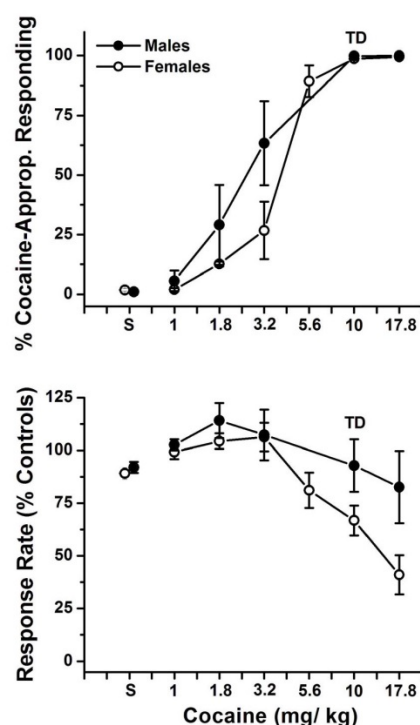 % Cocaine-Approp. Responding
100
75
50
25
0
Males
Females
TD
S 1 1.8 3.2 5.6 10 17.8
Response Rate (% Controls)
125
100
75
50
25
0
TD
S 1 1.8 3.2 5.6 10 17.8
Cocaine (mg/ kg)